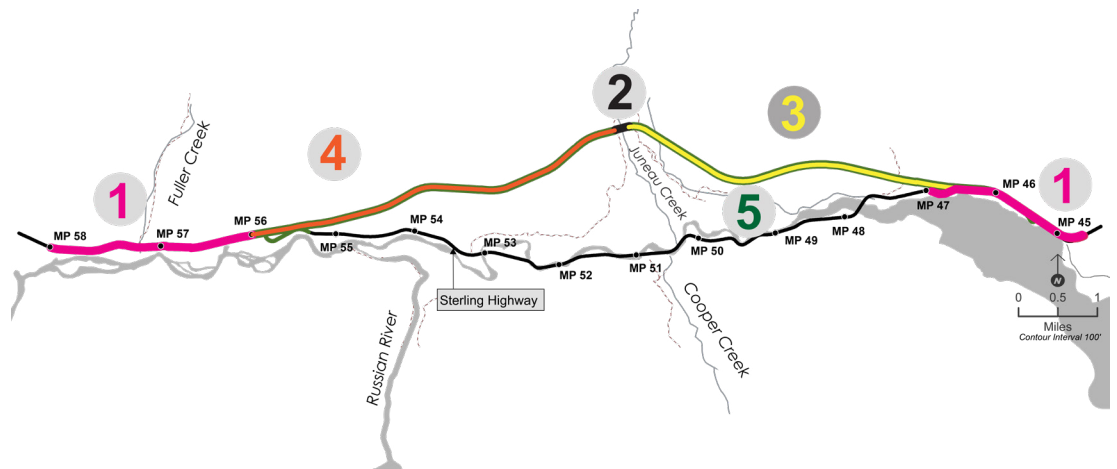 2
3
4
1
Fuller Creek
Juneau Creek
1
5
MP 58
MP 57
MP 56
MP 55
MP 54
MP 53
MP 52
MP 51
MP 50
MP 49
MP 48
MP 47
MP 46
MP 45
Sterling Highway
Russian River
Cooper Creek
N
0 0.5 1
Miles
Contour Interval 100'